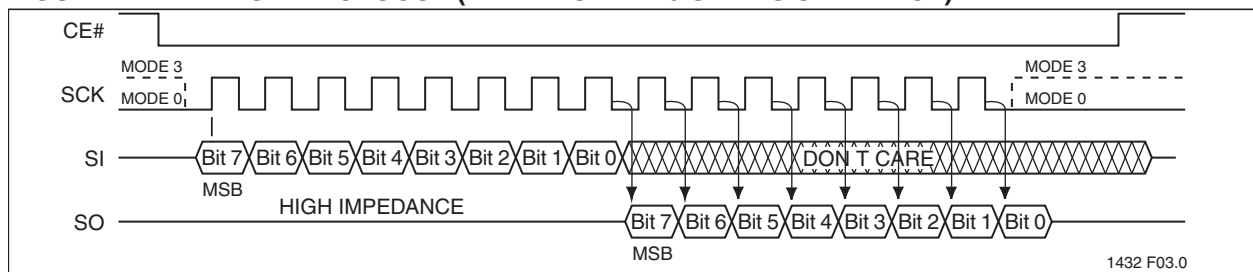 CE#
MODE 3
MODE 3
SCK
MODE 0
MODE 0
SI
Bit 7 Bit 6 Bit 5 Bit 4 Bit 3 Bit 2 Bit 1 Bit 0
DON T CARE
MSB
HIGH IMPEDANCE
SO
Bit 7 Bit 6 Bit 5 Bit 4 Bit 3 Bit 2 Bit 1 Bit 0
MSB
1432 F03.0